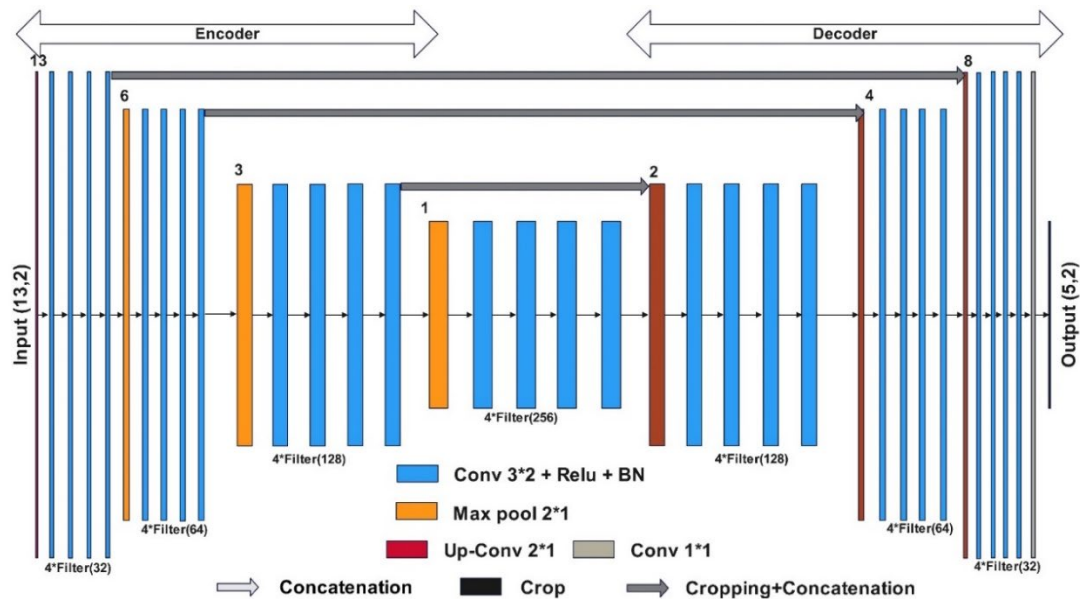 Encoder
Decoder
13
8
6
4
3
2
1
Input (13,2)
Output (5,2)
4*Filter(256)
4*Filter(128)
4*Filter(128)
Conv 3*2 + Relu + BN
Max pool 2*1
4*Filter(64)
4*Filter(64)
Up-Conv 2*1
Conv 1*1
4*Filter(32)
4*Filter(32)
Concatenation
Crop
Cropping+Concatenation